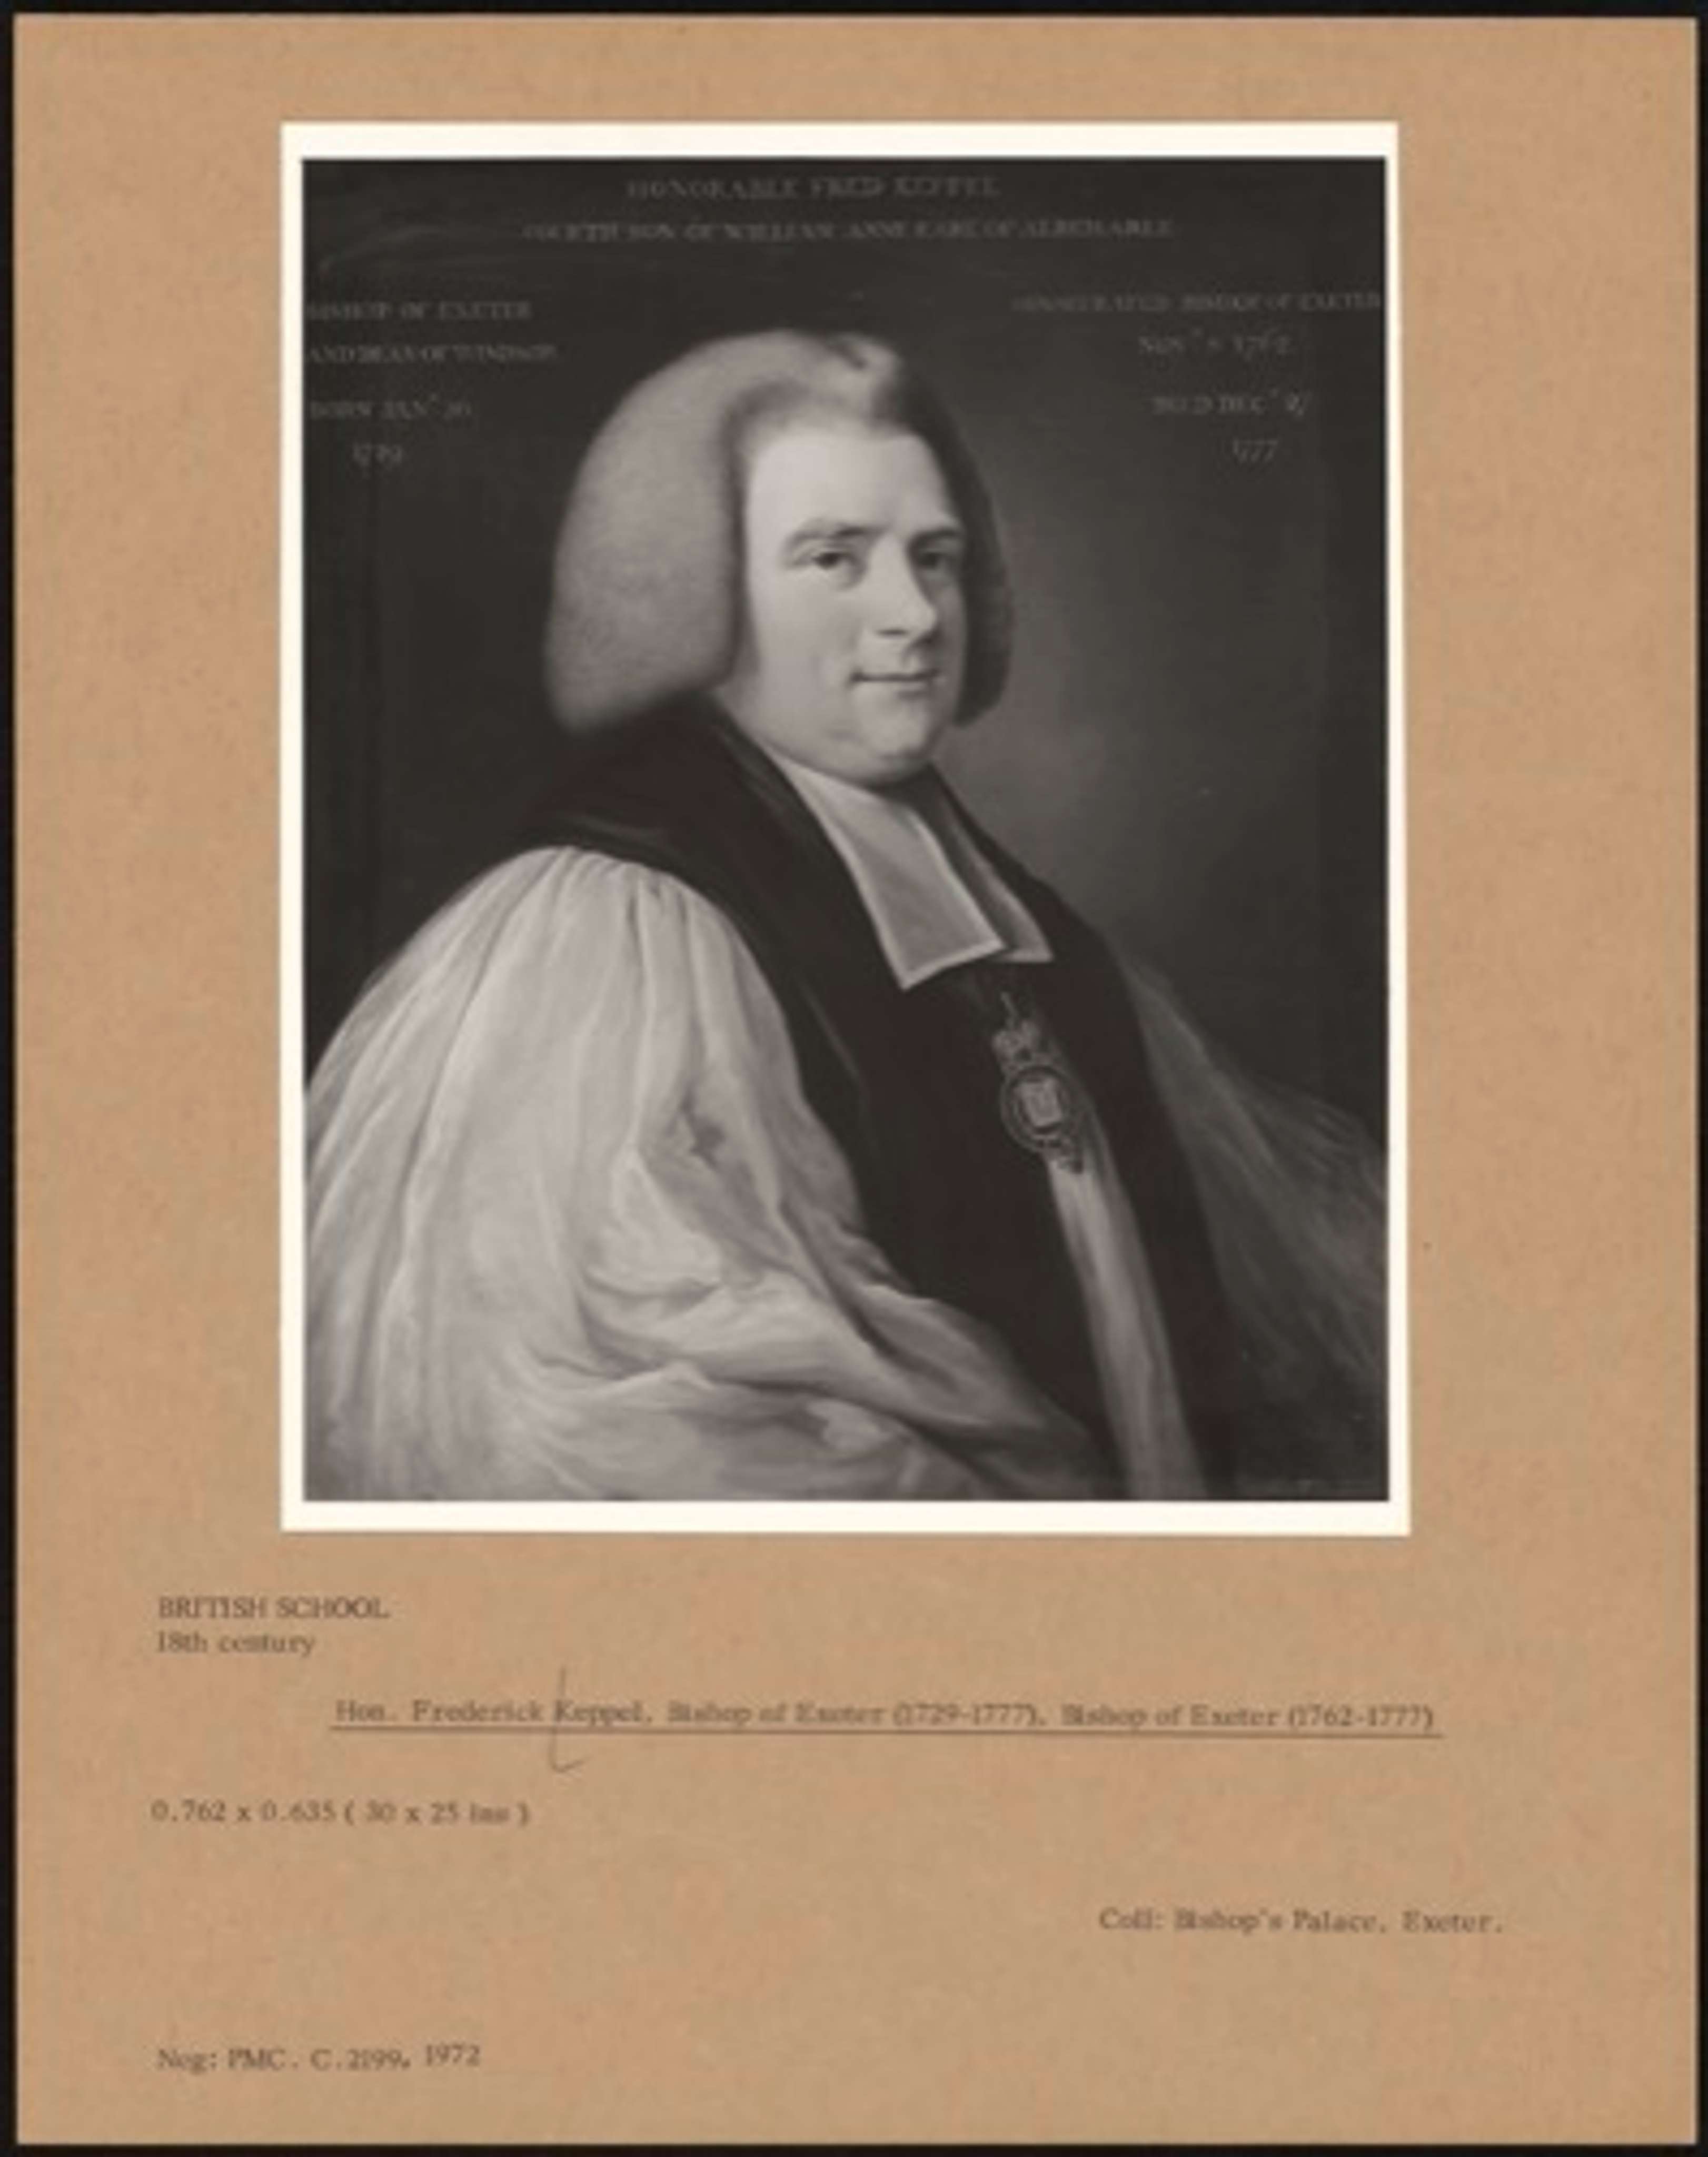 HONORABLE FRED KEPPEL
FOURTH SON OF WILLIAM ANNE EARL OF ALBEMARLE
BISHOP OF EXETER
AND DEAN OF WINDSOR
BORN JAN
1729
CONSECRATED BISHOP OF EXETER
NOV 1762
DIED DEC 27
1777
BRITISH SCHOOL
18th century
Hon. Frederick Keppel, Bishop of Exeter (1729-1777), Bishop of Exeter (1762-1777)
0.762 x 0.635 ( 30 x 25 ins )
Coll: Bishop's Palace, Exeter.
Neg: PMC. C.2199, 1972